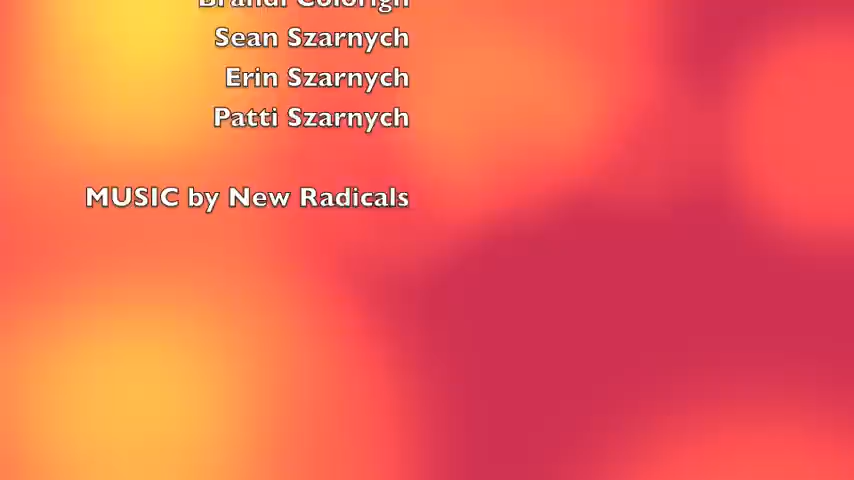 Sean Szarnych
Erin Szarnych
Patti Szarnych
MUSIC by New Radicals